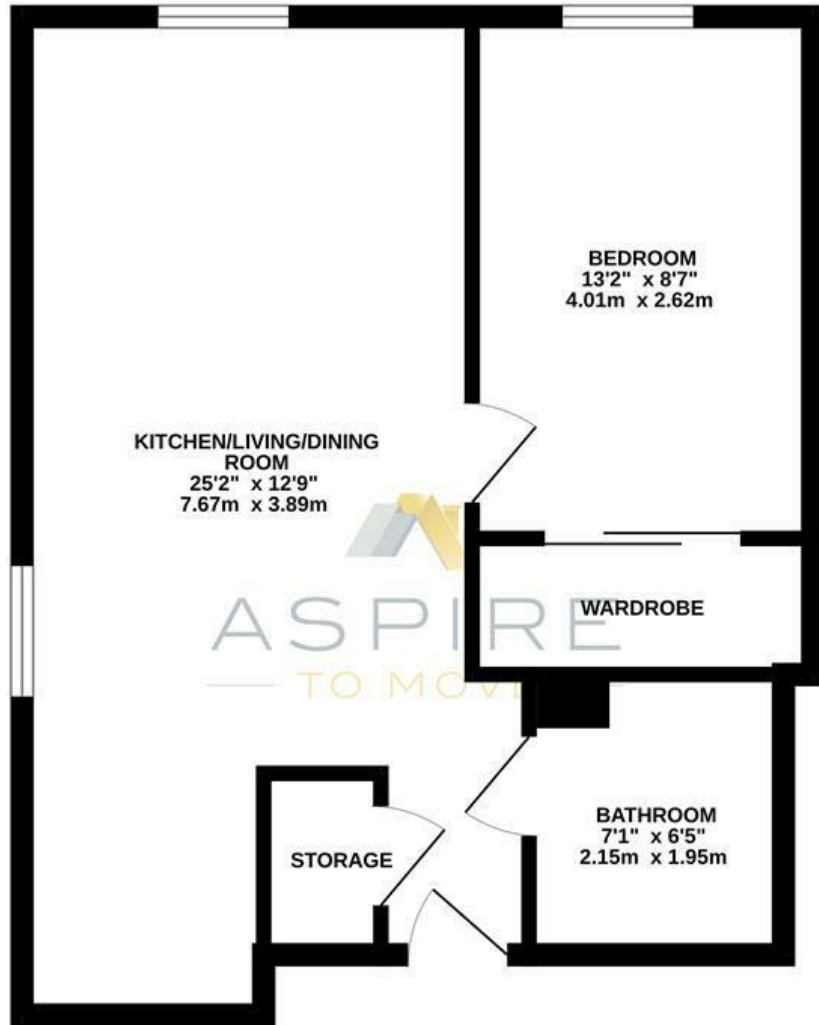 BEDROOM
13'2" x 8'7"
4.01m x 2.62m
KITCHEN/LIVING/DINING
ROOM
25'2" x 12'9"
7.67m x 3.89m
WARDROBE
ASPIRE
TO MOVE
STORAGE
BATHROOM
7'1" x 6'5"
2.15m x 1.95m